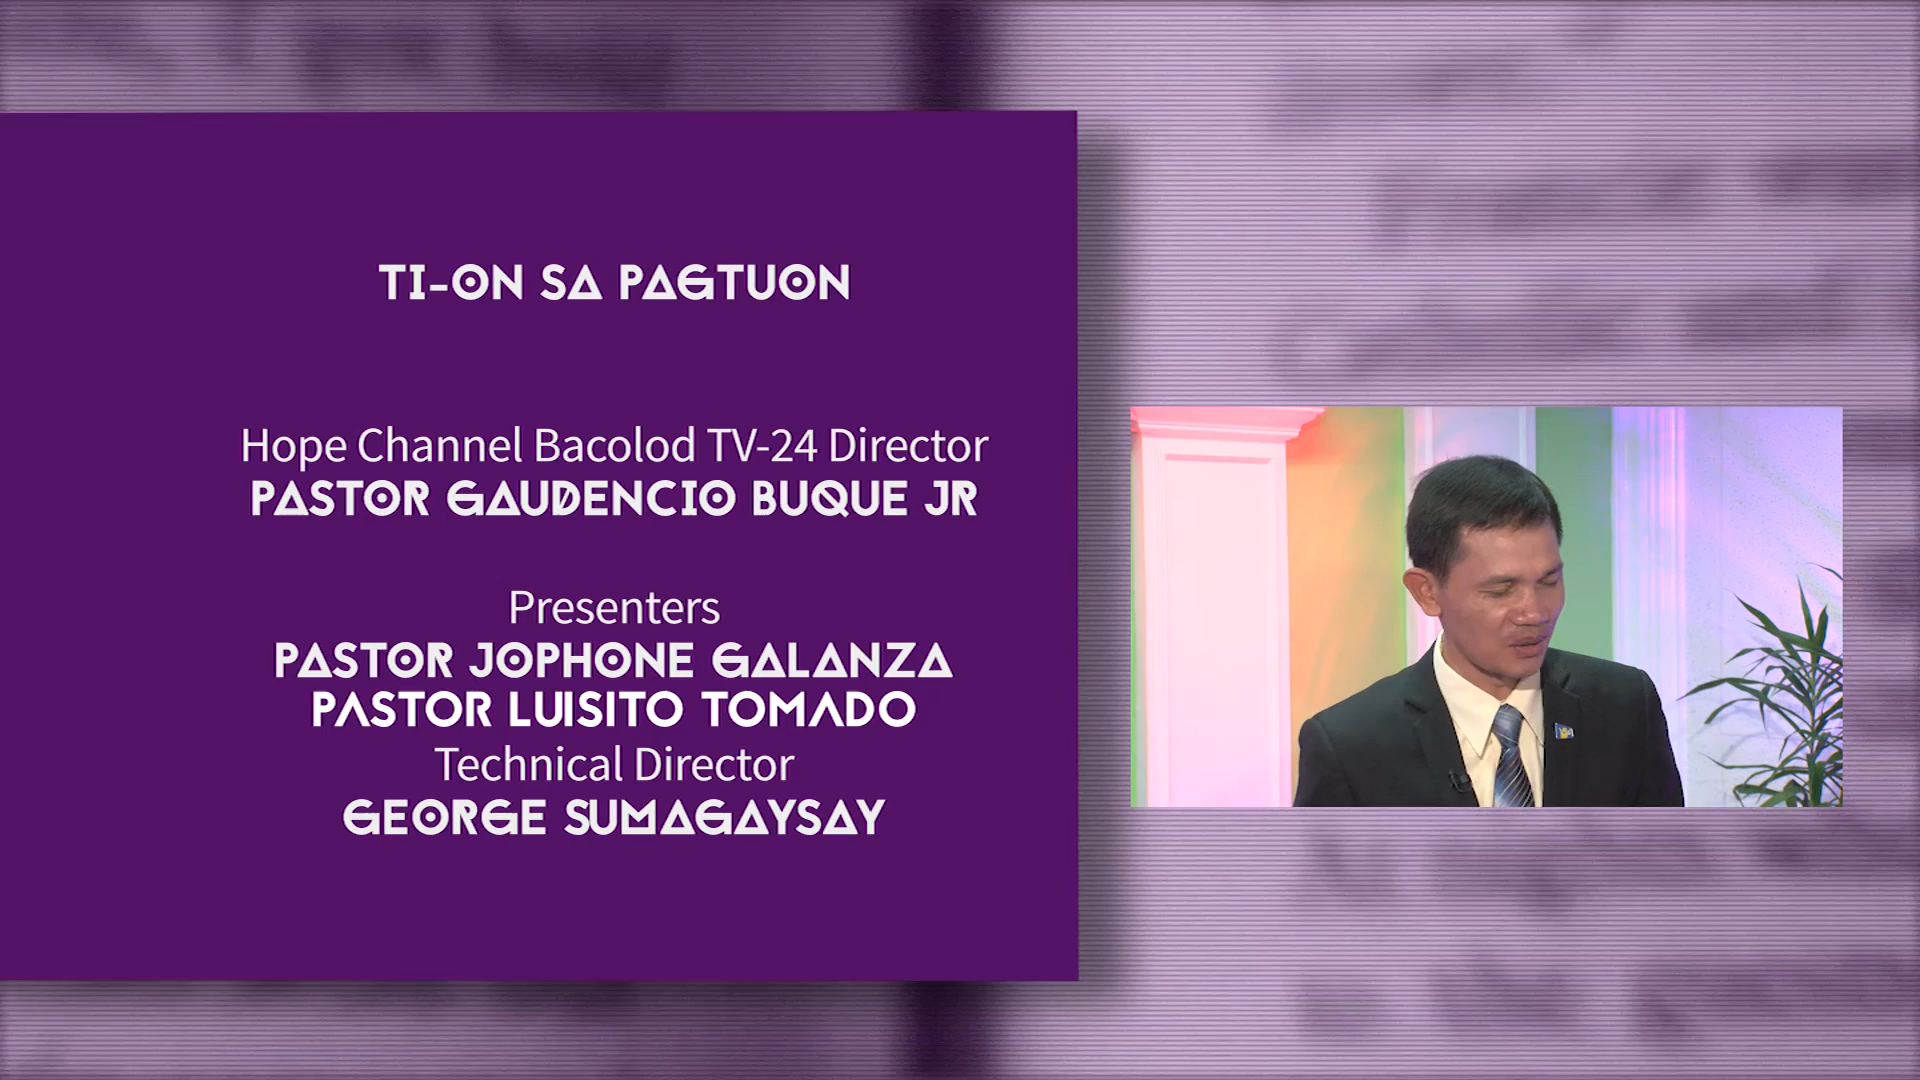 TI-ON SA PAGTUON
Hope Channel Bacolod TV-24 Director
PASTOR GAUDENCIO BUQUE JR
Presenters
PASTOR JOPHONE GALANZA
PASTOR LUISITO TOMADO
Technical Director
GEORGE SUMAGAYSAY